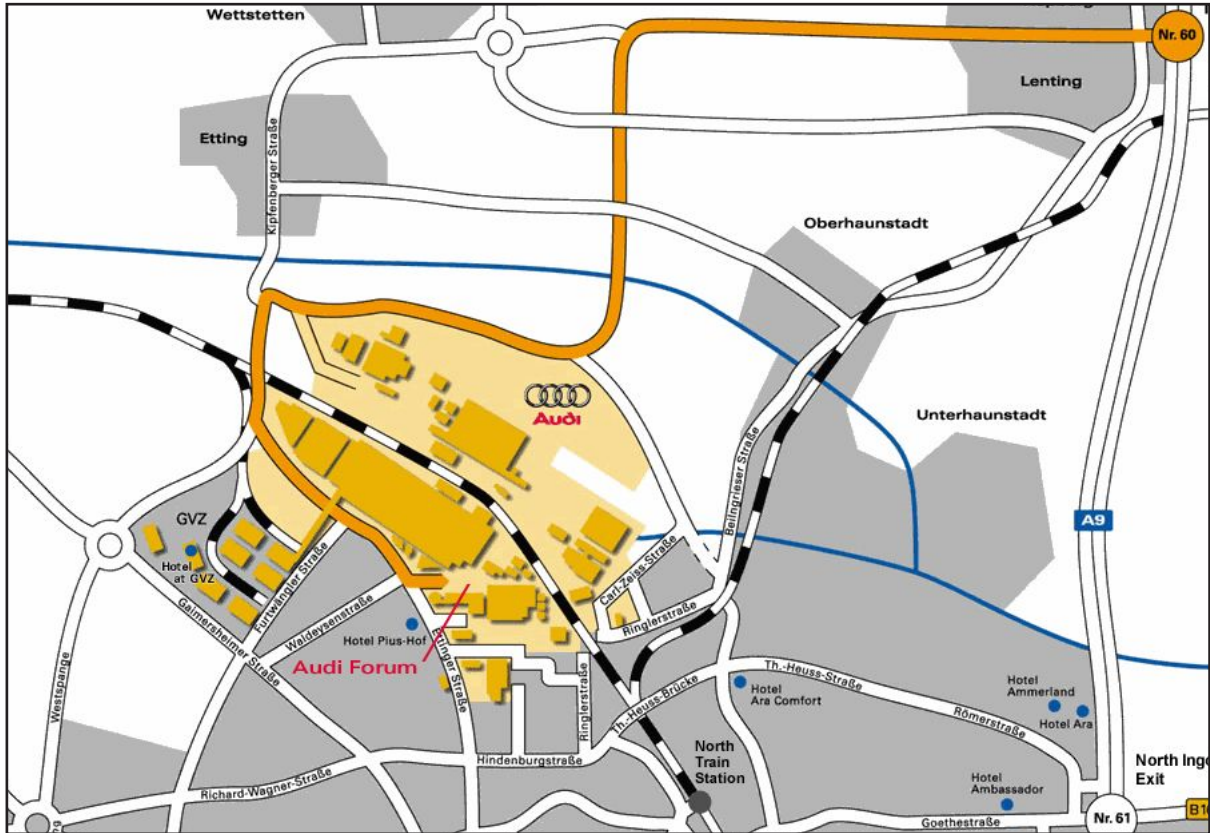 Wettstetten
Nr. 60
Lenting
Etting
Kipfenberger Straße
Oberhaunstadt
Audi
Unterhaunstadt
Beilngrieser Straße
A9
GVZ
Hotel
at GVZ
Furtwängler Straße
Carl-Zeiss-Straße
Ringlerstraße
Gaimersheimer Straße
Waldeysenstraße
Hotel Pius-Hof
Ettinger Straße
Audi Forum
Westspange
Ringlerstraße
Th.-Heuss-Brücke
Th.-Heuss-Straße
Hotel
Ara Comfort
Römerstraße
Hotel
Ammerland
Hotel Ara
Hindenburgstraße
North
Train
Station
North Ing
Exit
Richard-Wagner-Straße
Hotel
Ambassador
Goethestraße
Nr. 61